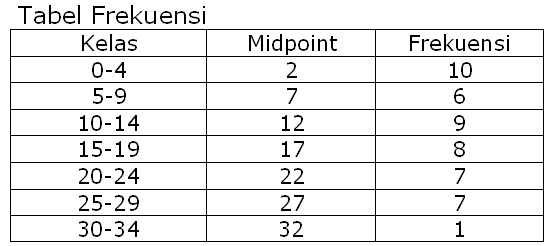 Tabel Frekuensi
Kelas Midpoint Frekuensi
0-4 2 10
5-9 7 6
10-14 12 9
15-19 17 8
20-24 22 7
25-29 27 7
30-34 32 1